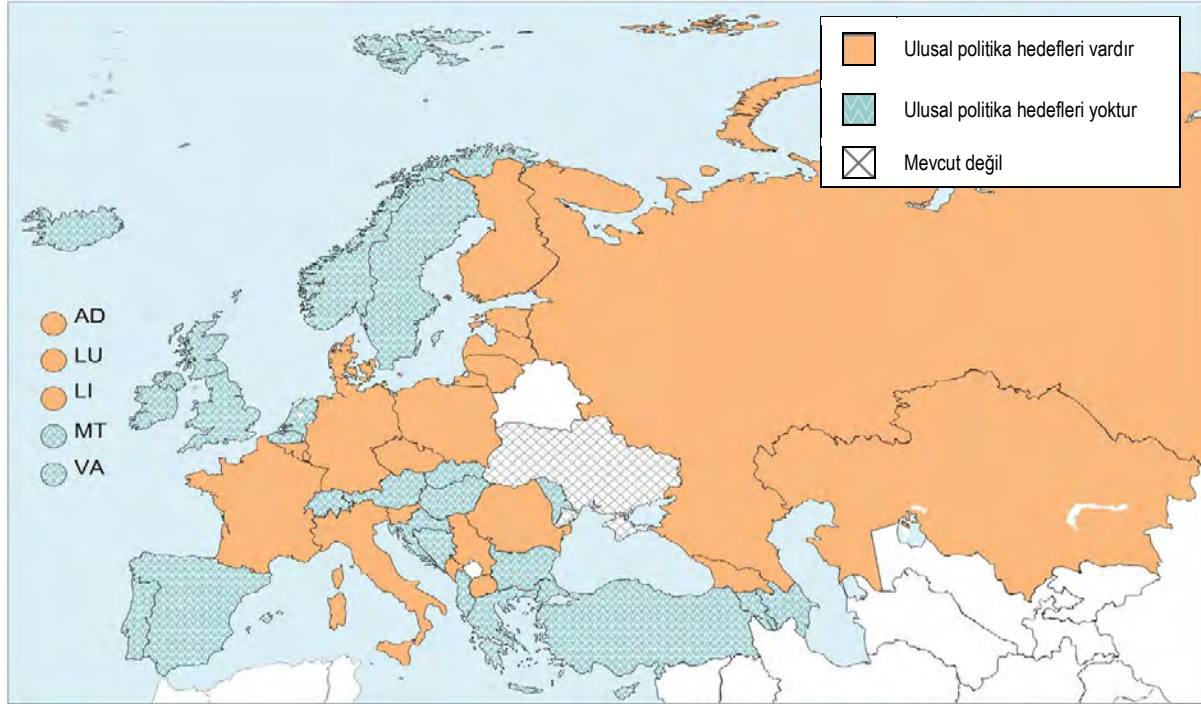 Ulusal politika hedefleri vardır
Ulusal politika hedefleri yoktur
Mevcut değil
AD
LU
LI
MT
VA